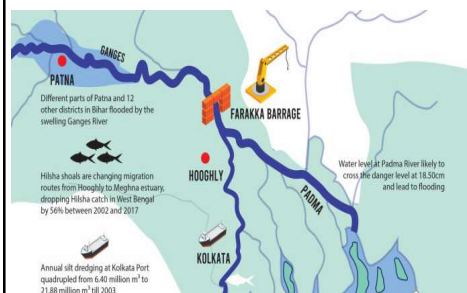 GANGES
PATNA
Different parts of Patna and 12
other districts in Bihar flooded by the
swelling Ganges River
FARAKKA BARRAGE
Hilsha shoals are changing migration
routes from Hooghly to Meghna estuary,
dropping Hilsha catch in West Bengal
by 56% between 2002 and 2017
HOOGHLY
Water level at Padma River likely to
cross the danger level at 18.50cm
and lead to flooding
PADMA
KOLKATA
Annual silt dredging at Kolkata Port
quadrupled from 6.40 million m³ to
21.88 million m³ till 2003